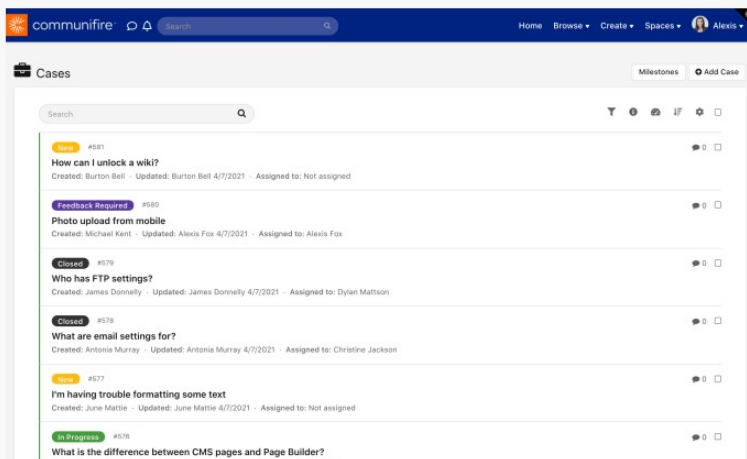 communifire
Search
Home Browse Create Spaces Alexis
Cases
Milestones Add Case
Search
New #581 0
How can I unlock a wiki?
Created: Burton Bell - Updated: Burton Bell 4/7/2021 - Assigned to: Not assigned
Feedback Required #580 0
Photo upload from mobile
Created: Michael Kent - Updated: Alexis Fox 4/7/2021 - Assigned to: Alexis Fox
Closed #579 0
Who has FTP settings?
Created: James Donnelly - Updated: James Donnelly 4/7/2021 - Assigned to: Dylan Mattson
Closed #578 0
What are email settings for?
Created: Antonia Murray - Updated: Antonia Murray 4/7/2021 - Assigned to: Christine Jackson
New #577 0
I'm having trouble formatting some text
Created: June Mattie - Updated: June Mattie 4/7/2021 - Assigned to: Not assigned
In Progress #576 0
What is the difference between CMS pages and Page Builder?